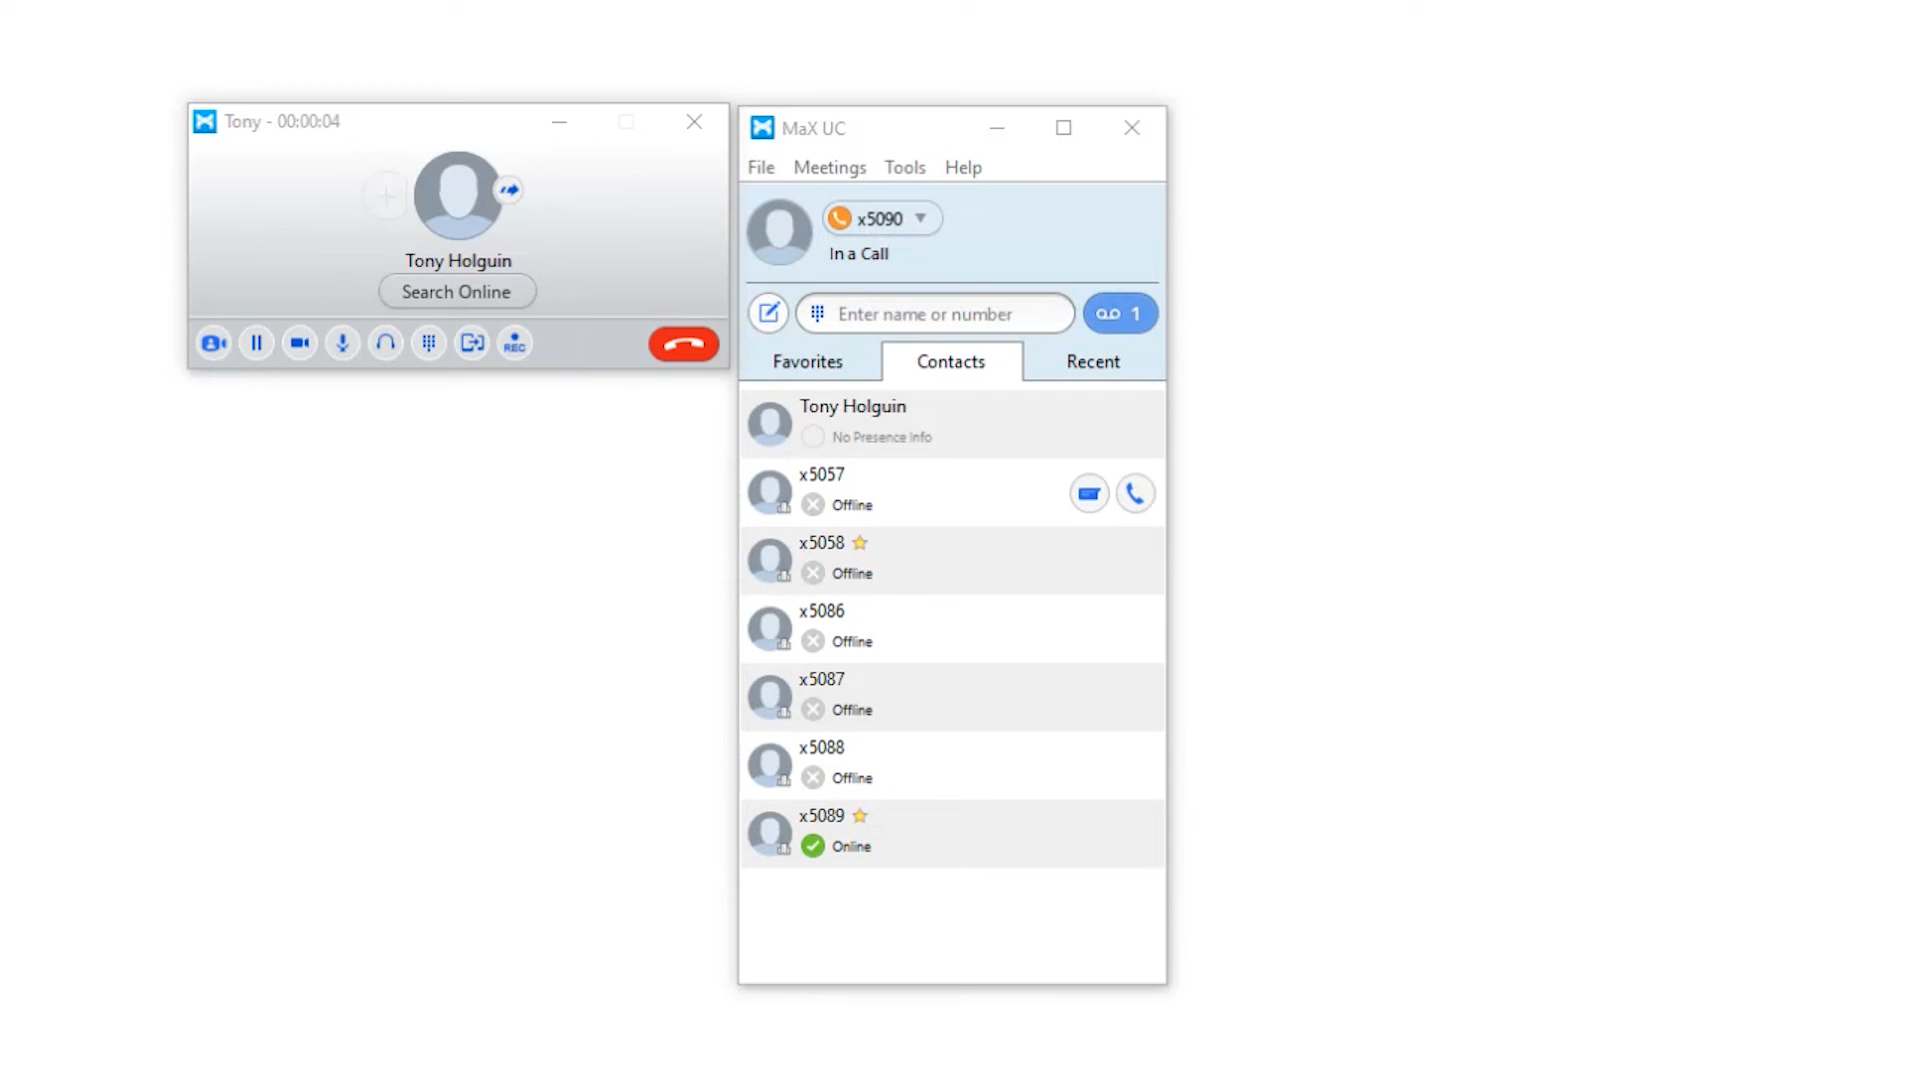 Tony - 00:00:04
Tony Holguin
Search Online
REC
MaX UC
File Meetings Tools Help
x5090
In a Call
Enter name or number
1
Favorites Contacts Recent
Tony Holguin
No Presence Info
x5057
Offline
x5058
Offline
x5086
Offline
x5087
Offline
x5088
Offline
x5089
Online